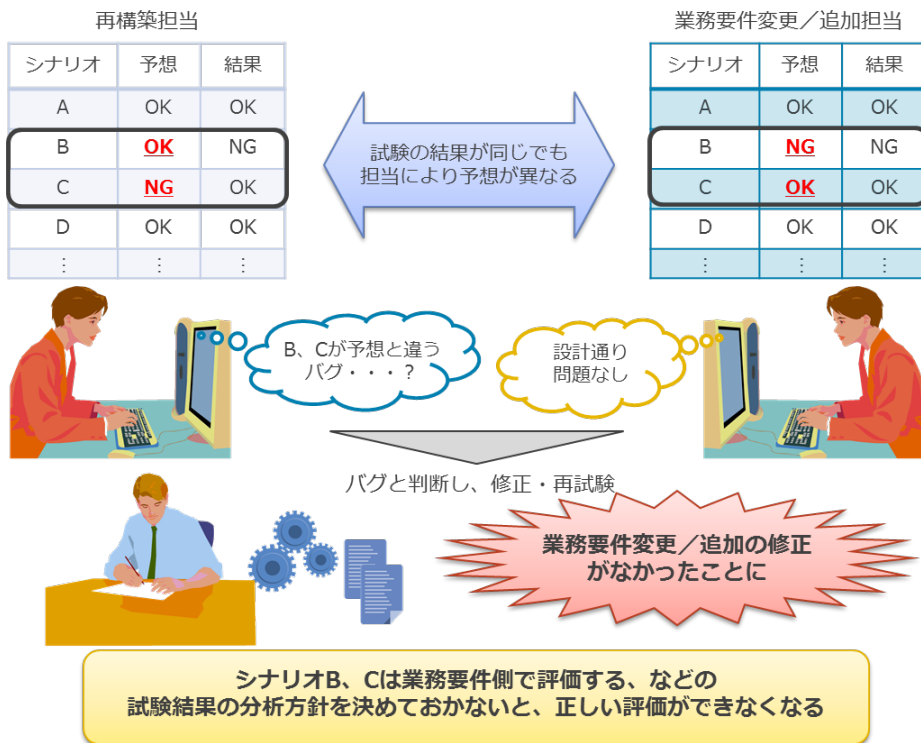 再構築担当
シナリオ 予想 結果
A OK OK
B OK NG
C NG OK
D OK OK
⋮ ⋮ ⋮
試験の結果が同じでも
担当により予想が異なる
業務要件変更／追加担当
シナリオ 予想 結果
A OK OK
B NG NG
C OK OK
D OK OK
⋮ ⋮ ⋮
B、Cが予想と違う
バグ・・・？
設計通り
問題なし
バグと判断し、修正・再試験
業務要件変更／追加の修正
がなかったことに
シナリオB、Cは業務要件側で評価する、などの
試験結果の分析方針を決めておかないと、正しい評価ができなくなる